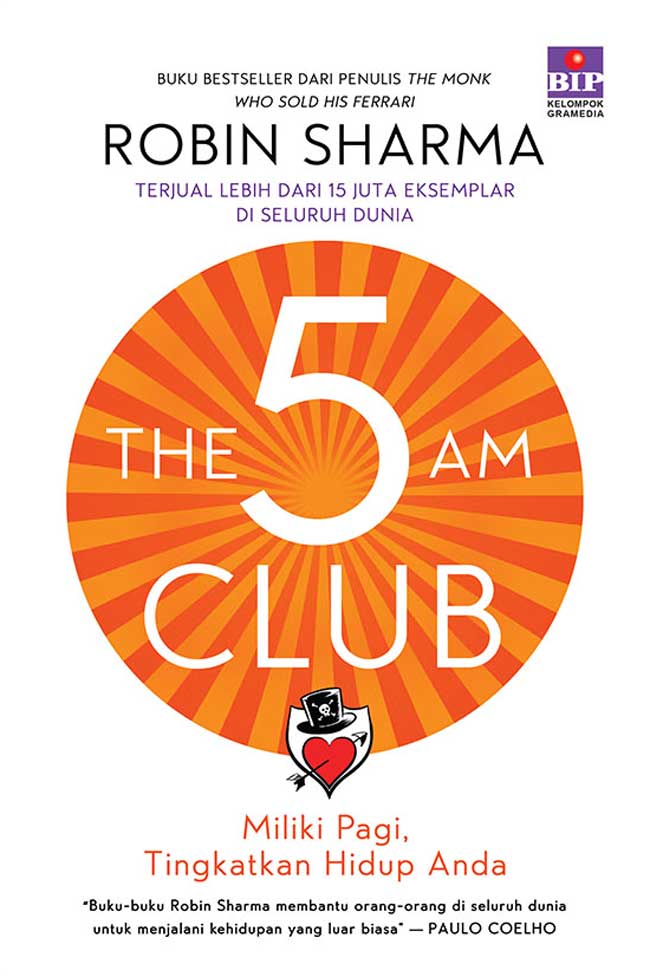 BUKU BESTSELLER DARI PENULIS THE MONK
WHO SOLD HIS FERRARI
BIP
KELOMPOK
GRAMEDIA
ROBIN SHARMA
TERJUAL LEBIH DARI 15 JUTA EKSEMPLAR
DI SELURUH DUNIA
THE 5 AM
CLUB
Miliki Pagi,
Tingkatkan Hidup Anda
"Buku-buku Robin Sharma membantu orang-orang di seluruh dunia
untuk menjalani kehidupan yang luar biasa" — PAULO COELHO